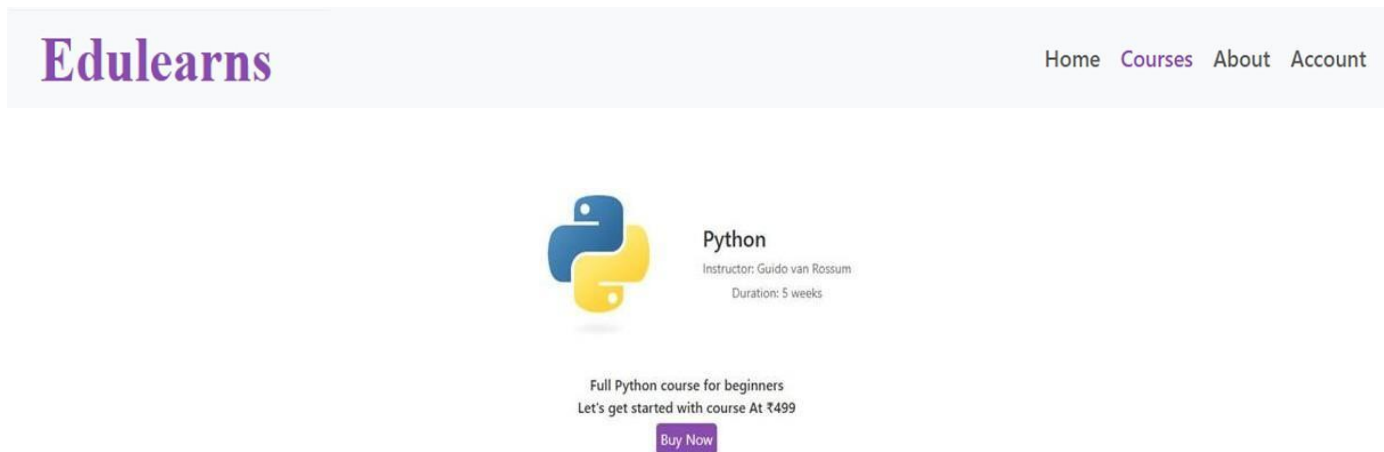 Edulearns
Home Courses About Account
Python
Instructor: Guido van Rossum
Duration: 5 weeks
Full Python course for beginners
Let's get started with course At ₹499
Buy Now